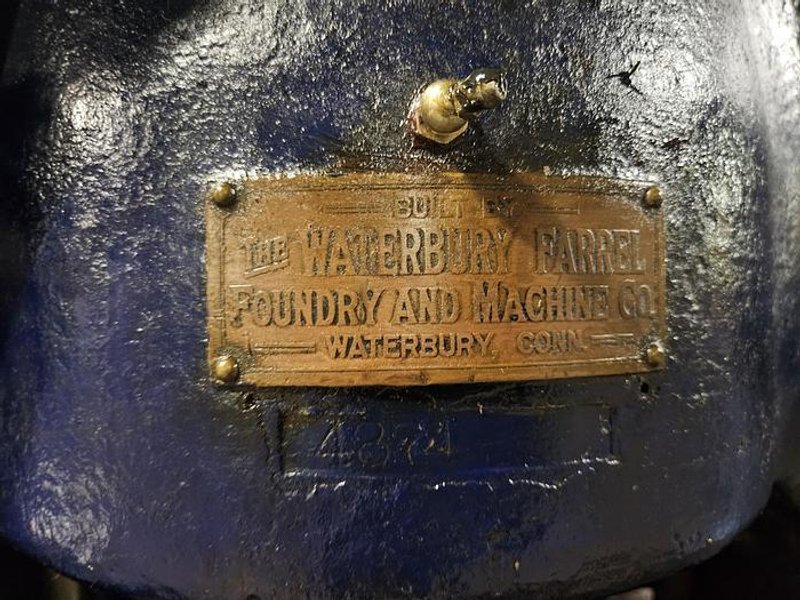 BUILT BY
THE WATERBURY FARREL
FOUNDRY AND MACHINE CO.
WATERBURY, CONN.